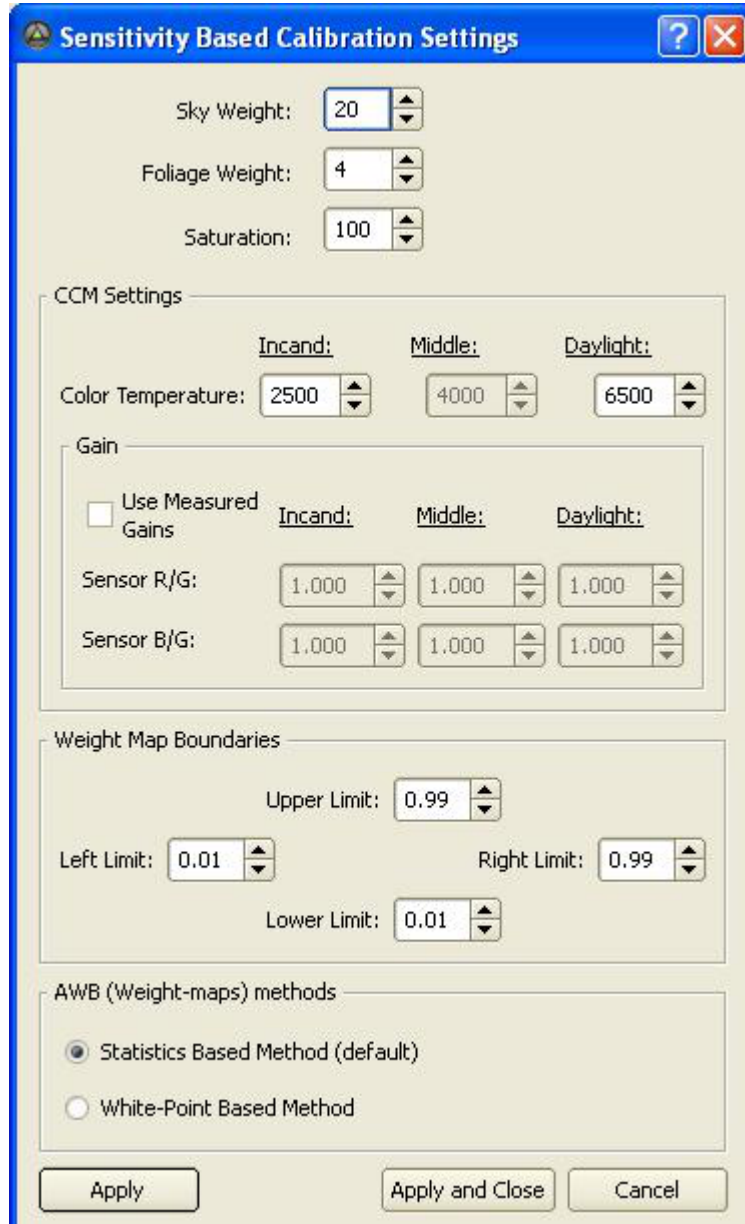 Sensitivity Based Calibration Settings ?
Sky Weight: 20
Foliage Weight: 4
Saturation: 100
CCM Settings
Incand: Middle: Daylight:
Color Temperature: 2500 4000 6500
Gain
Use Measured
Gains
Incand: Middle: Daylight:
Sensor R/G: 1.000 1.000 1.000
Sensor B/G: 1.000 1.000 1.000
Weight Map Boundaries
Upper Limit: 0.99
Left Limit: 0.01 Right Limit: 0.99
Lower Limit: 0.01
AWB (Weight-maps) methods
Statistics Based Method (default)
White-Point Based Method
Apply Apply and Close Cancel